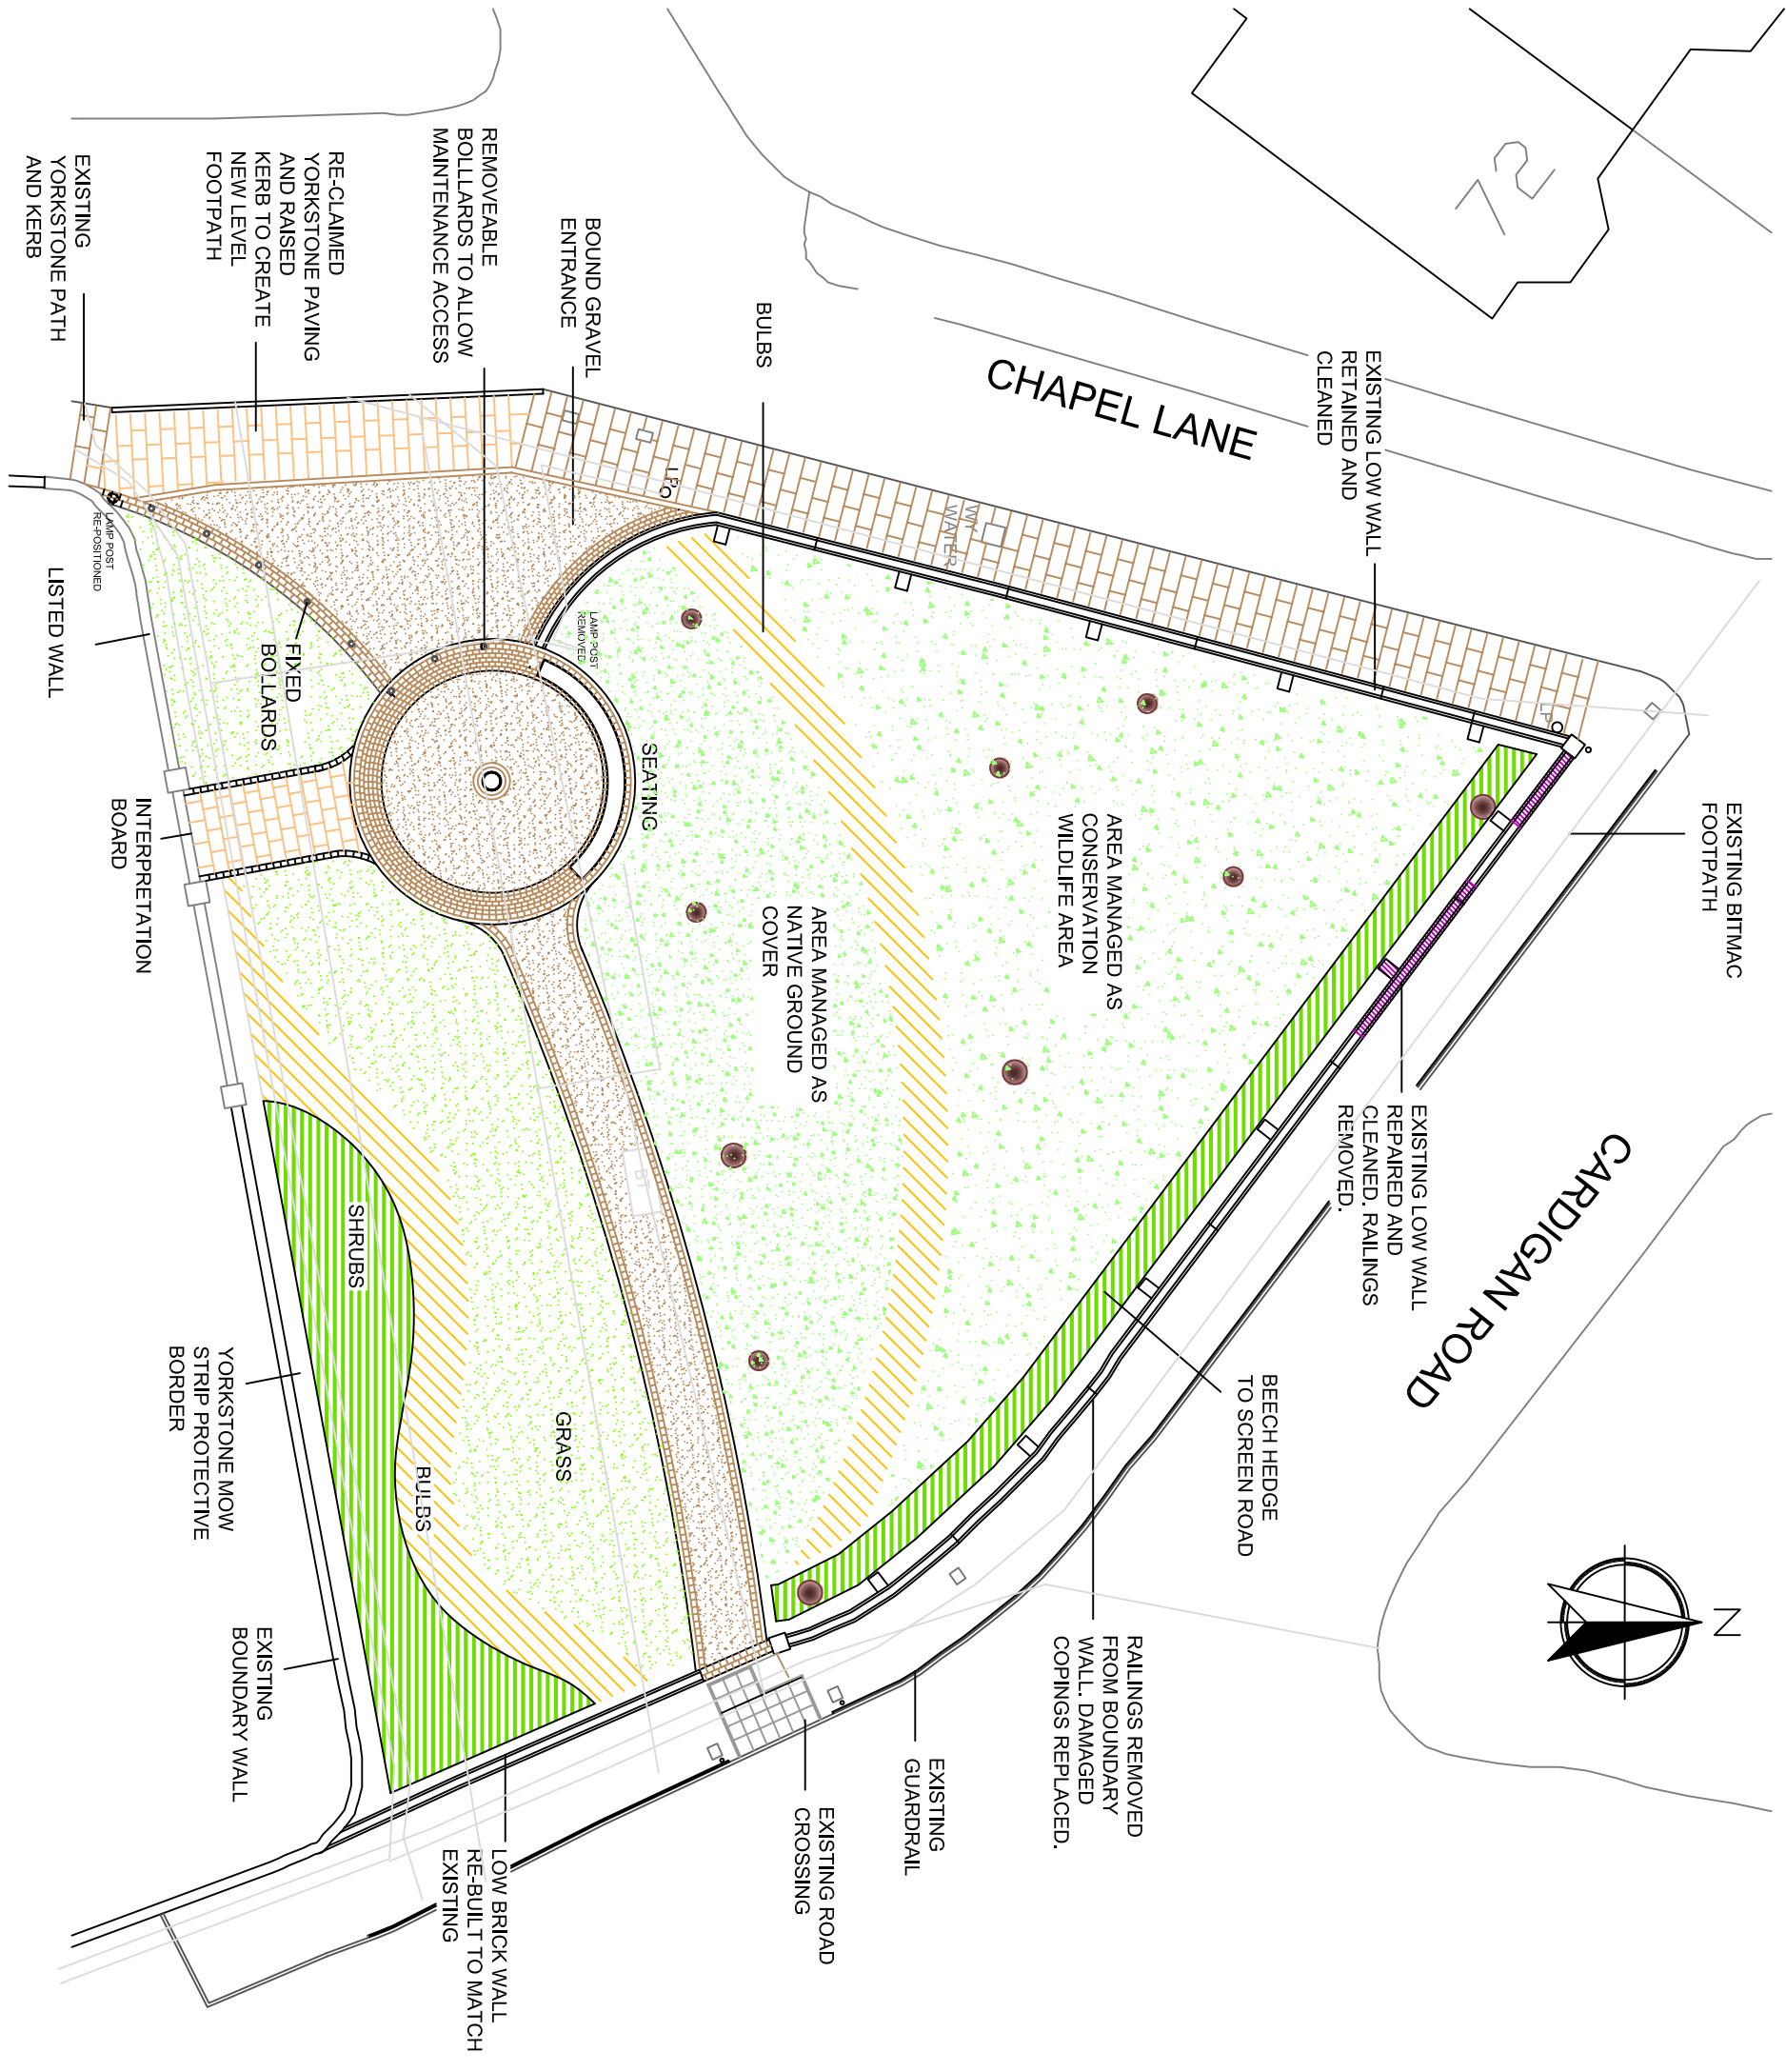 72
N
CHAPEL LANE
CARDIGAN ROAD
EXISTING BITMAC
FOOTPATH
EXISTING LOW WALL
RETAINED AND
CLEANED
EXISTING LOW WALL
REPAIRED AND
CLEANED. RAILINGS
REMOVED.
BEECH HEDGE
TO SCREEN ROAD
RAILINGS REMOVED
FROM BOUNDARY
WALL. DAMAGED
COPINGS REPLACED.
EXISTING
GUARDRAIL
EXISTING ROAD
CROSSING
LOW BRICK WALL
RE-BUILT TO MATCH
EXISTING
EXISTING
BOUNDARY WALL
YORKSTONE MOW
STRIP PROTECTIVE
BORDER
INTERPRETATION
BOARD
LISTED WALL
EXISTING
YORKSTONE PATH
AND KERB
RE-CLAIMED
YORKSTONE PAVING
AND RAISED
KERB TO CREATE
NEW LEVEL
FOOTPATH
REMOVEABLE
BOLLLARDS TO ALLOW
MAINTENANCE ACCESS
BOUND GRAVEL
ENTRANCE
BULBS
LP
WY
WATER
LP
LAMP POST
RE-POSITIONED
LAMP POST
REMOVED
FIXED
BOLLARDS
SEATING
AREA MANAGED AS
CONSERVATION
WILDLIFE AREA
AREA MANAGED AS
NATIVE GROUND
COVER
GRASS
BULBS
SHRUBS